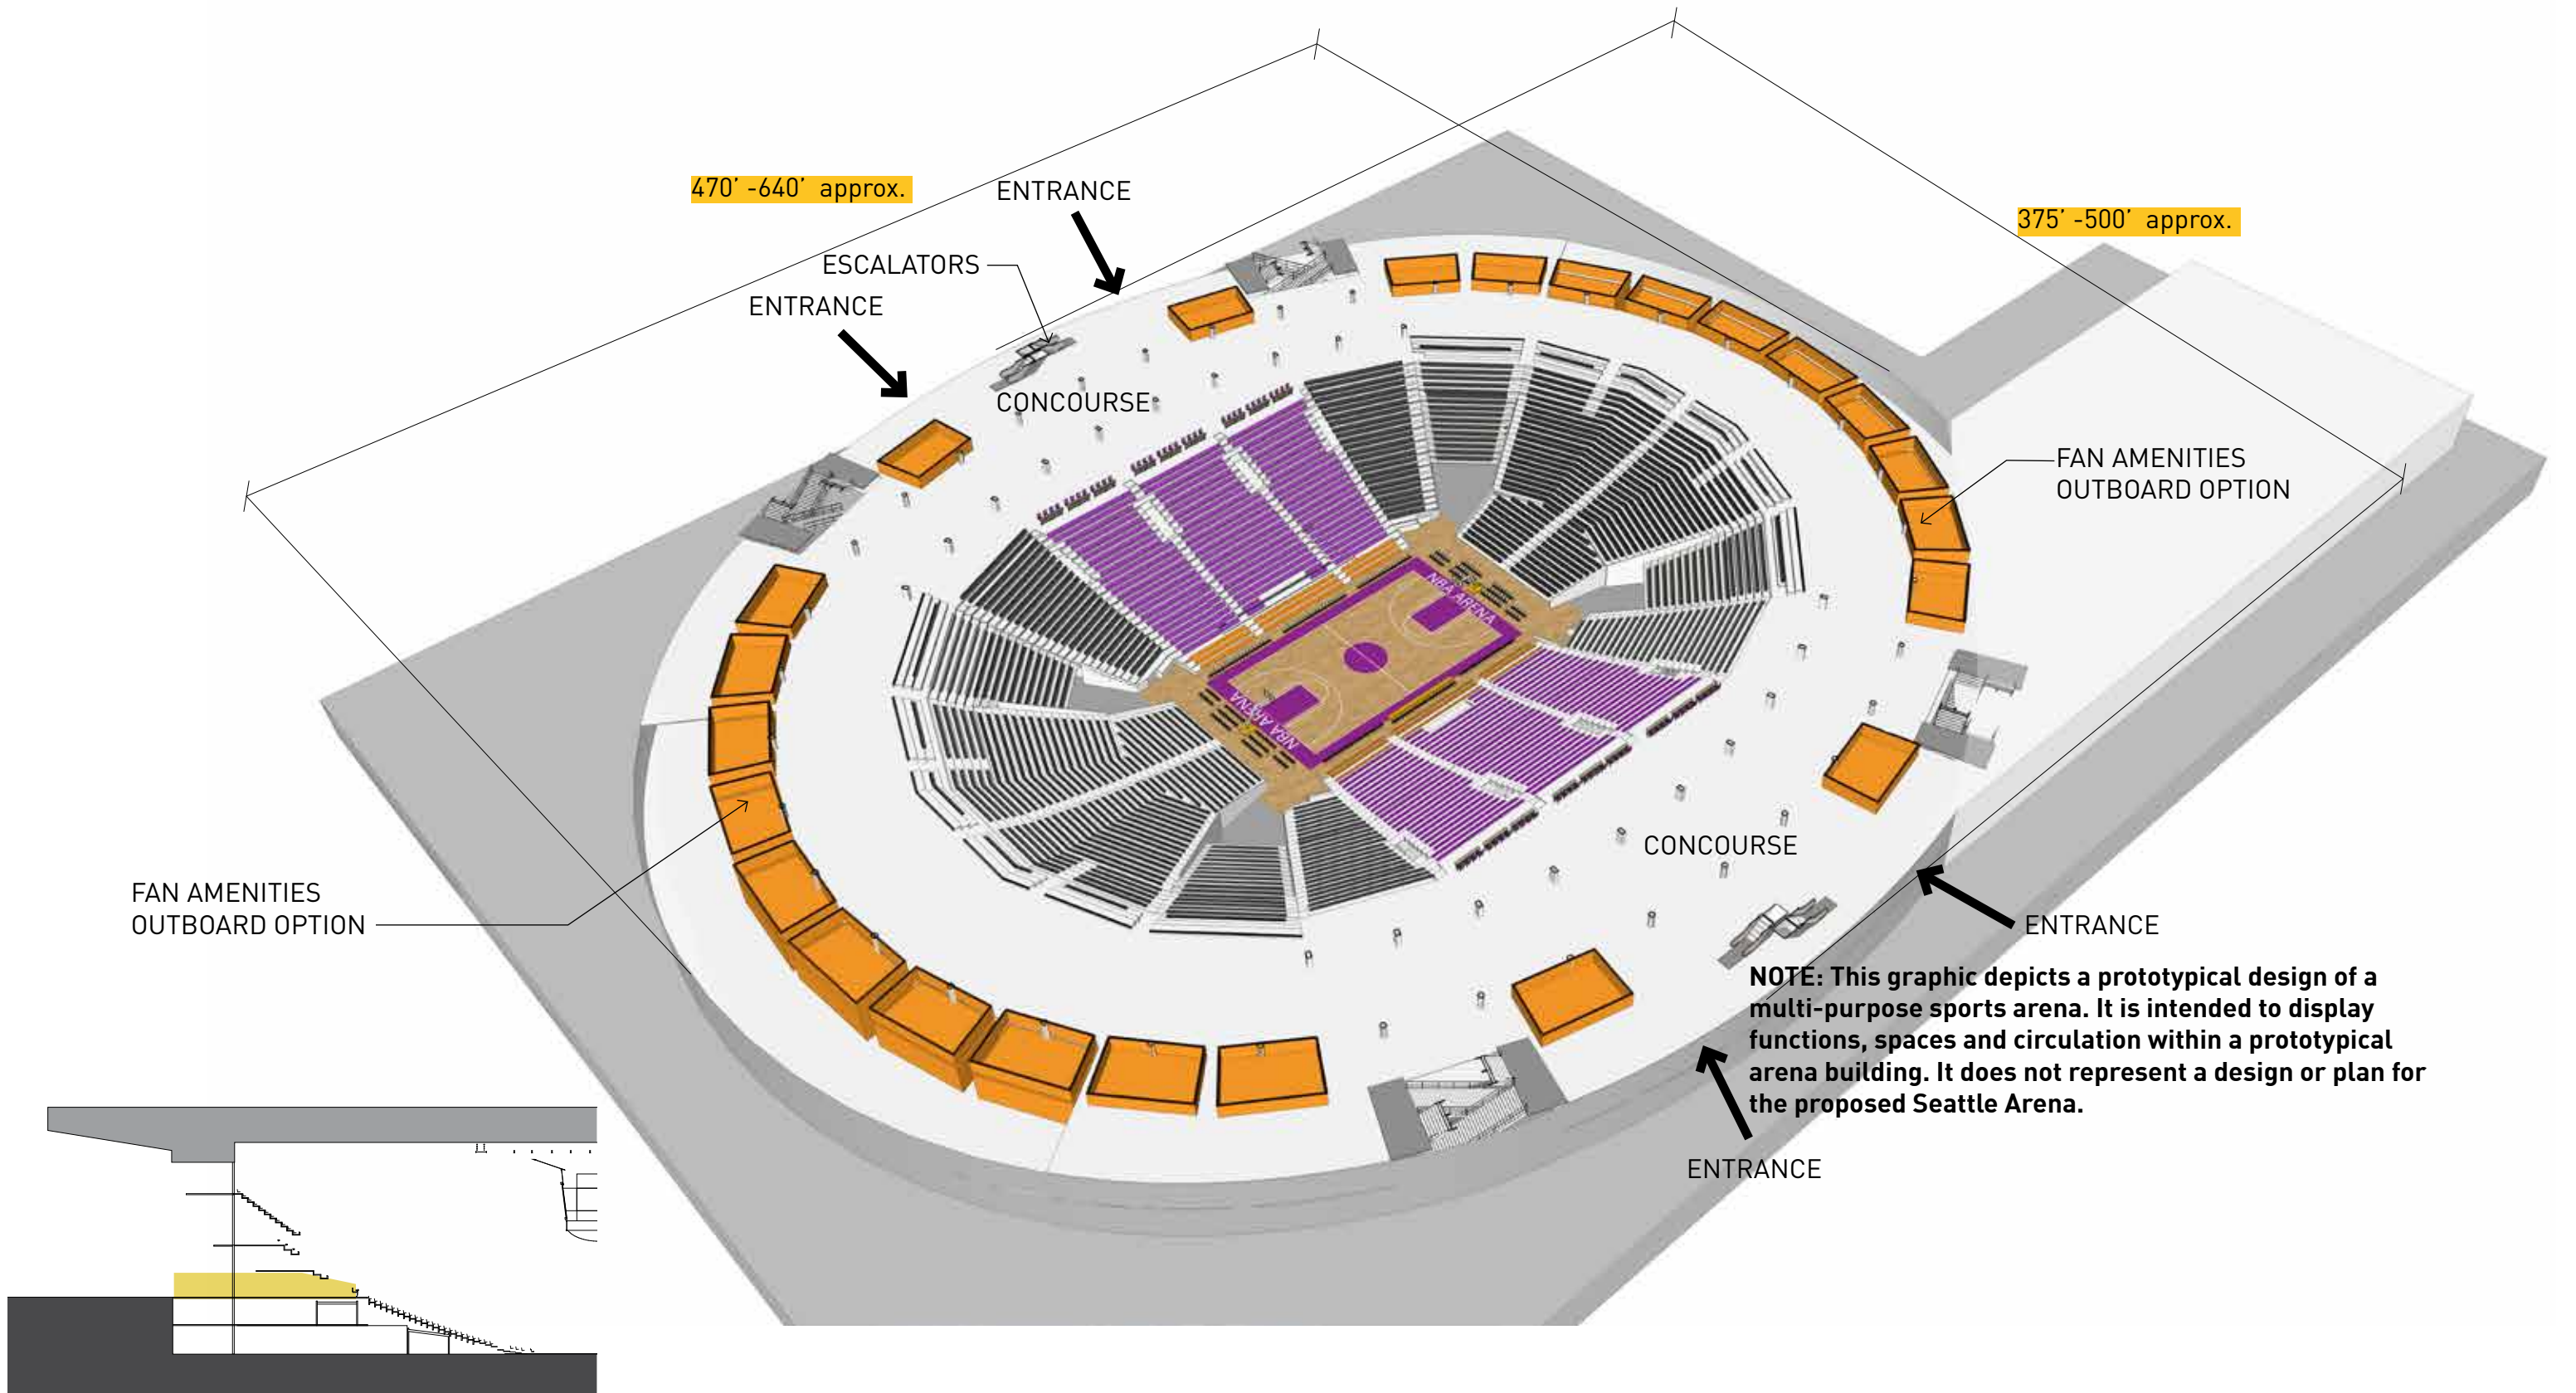 470’ -640’ approx.
ENTRANCE
375’ -500’ approx.
ESCALATORS
ENTRANCE
CONCOURSE
FAN AMENITIES
OUTBOARD OPTION
NBA ARENA
NBA ARENA
CONCOURSE
FAN AMENITIES
OUTBOARD OPTION
ENTRANCE
NOTE: This graphic depicts a prototypical design of a
multi-purpose sports arena. It is intended to display
functions, spaces and circulation within a prototypical
arena building. It does not represent a design or plan for
the proposed Seattle Arena.
ENTRANCE